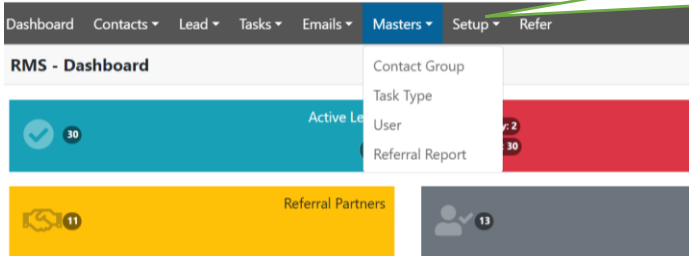 Dashboard Contacts Lead Tasks Emails Masters Setup Refer
RMS - Dashboard
Contact Group
Task Type
User
Referral Report
30
Active Le
: 2
30
Referral Partners
11
13